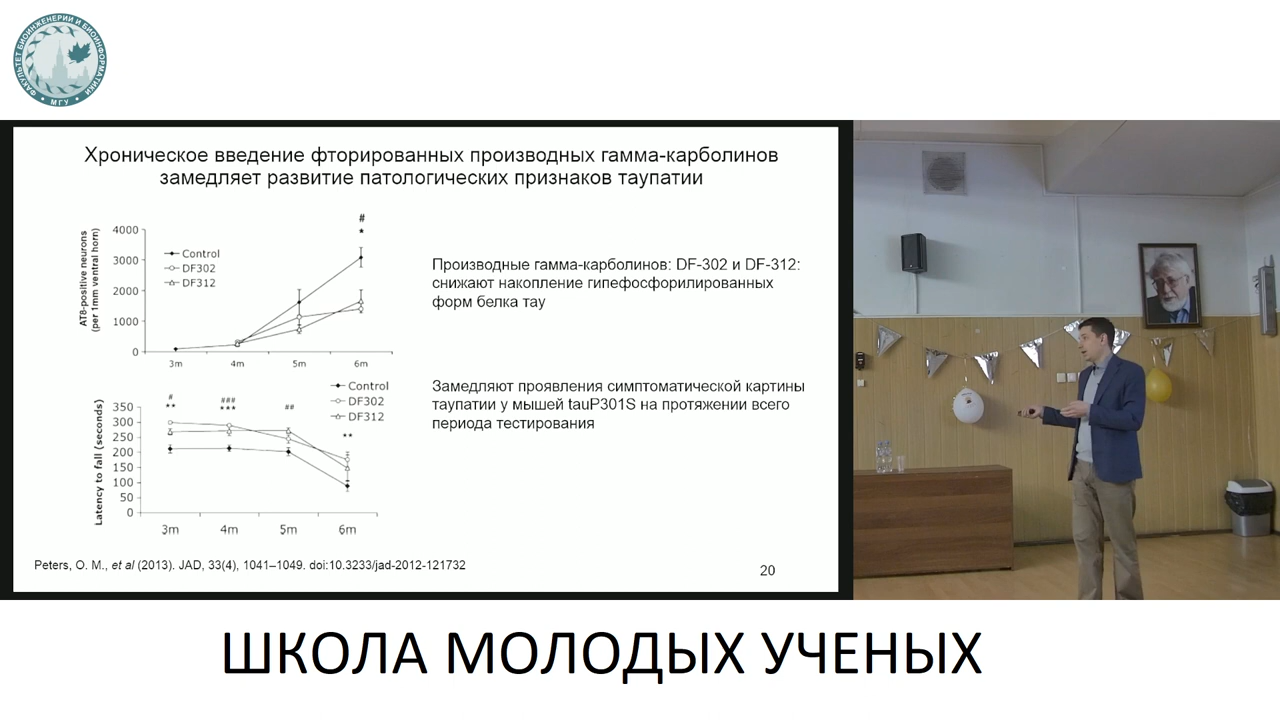 ФАКУЛЬТЕТ БИОИНЖЕНЕРИИ И БИОИНФОРМАТИКИ
МГУ
Хроническое введение фторированных производных гамма-карболинов
замедляет развитие патологических признаков таупатии
AT8-positive neurons
(per 1mm ventral horn)
4000
3000
2000
1000
0
3m
4m
5m
6m
Control
DF302
DF312
#
*
Производные гамма-карболинов: DF-302 и DF-312:
снижают накопление гипефосфорилированных
форм белка тау
Latency to fall (seconds)
350
300
250
200
150
100
50
0
3m
4m
5m
6m
Control
DF302
DF312
#
**
###
***
##
**
Замедляют проявления симптоматической картины
таупатии у мышей tauP301S на протяжении всего
периода тестирования
Peters, O. M., et al (2013). JAD, 33(4), 1041–1049. doi:10.3233/jad-2012-121732
20
ШКОЛА МОЛОДЫХ УЧЕНЫХ